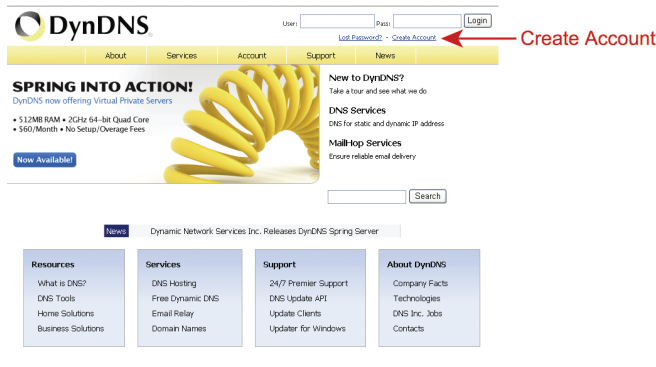 DynDNS
User: Pass: Login
Lost Password? - Create Account
Create Account
About Services Account Support News
SPRING INTO ACTION!
DynDNS now offering Virtual Private Servers
• 512MB RAM • 2GHz 64-bit Quad Core
• $60/Month • No Setup/Overage Fees
Now Available!
New to DynDNS?
Take a tour and see what we do
DNS Services
DNS for static and dynamic IP address
MailHop Services
Ensure reliable email delivery
Search
News Dynamic Network Services Inc. Releases DynDNS Spring Server
Resources
What is DNS?
DNS Tools
Home Solutions
Business Solutions
Services
DNS Hosting
Free Dynamic DNS
Email Relay
Domain Names
Support
24/7 Premier Support
DNS Update API
Update Clients
Updater for Windows
About DynDNS
Company Facts
Technologies
DNS Inc. Jobs
Contacts